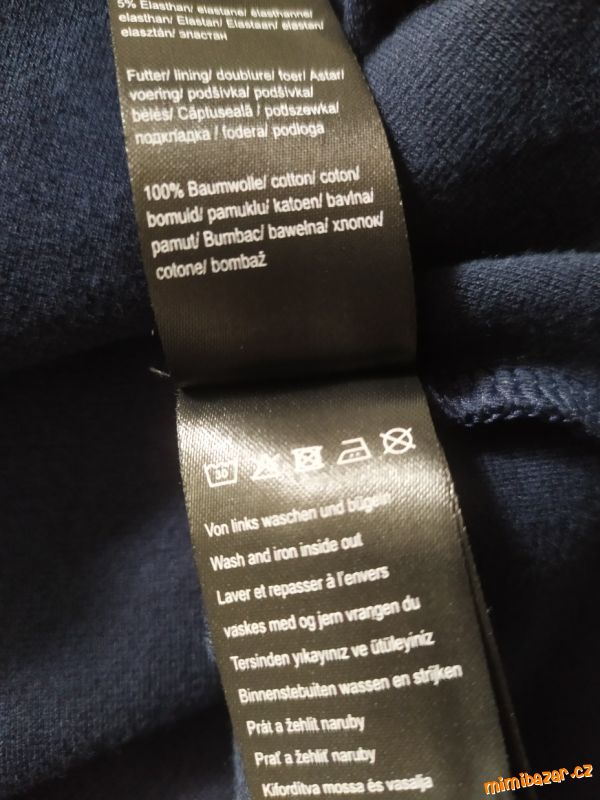 5% Elasthan/ elastane/ élasthanne/
elasthan/ Elastan/ Elastaan/ elastan/
elasztán/ эластан
Futter/ lining/ doublure/ foer/ Astar/
voering/ podšívka/ podšívka/
bélés/ Căptuseală / podszewka/
подкладка / fodera/ podloga
100% Baumwolle/ cotton/ coton/
bomuld/ pamuklu/ katoen/ bavlna/
pamut/ Bumbac/ bawełna/ хлопок/
cotone/ bombaž
30
Von links waschen und bügeln
Wash and iron inside out
Laver et repasser à l'envers
vaskes med og jern vrangen du
Tersinden yıkayınız ve ütüleyiniz
Binnenstebuiten wassen en strijken
Prát a žehlit naruby
Prať a žehliť naruby
Kifordítva mossa és vasalja
mimibazar.cz